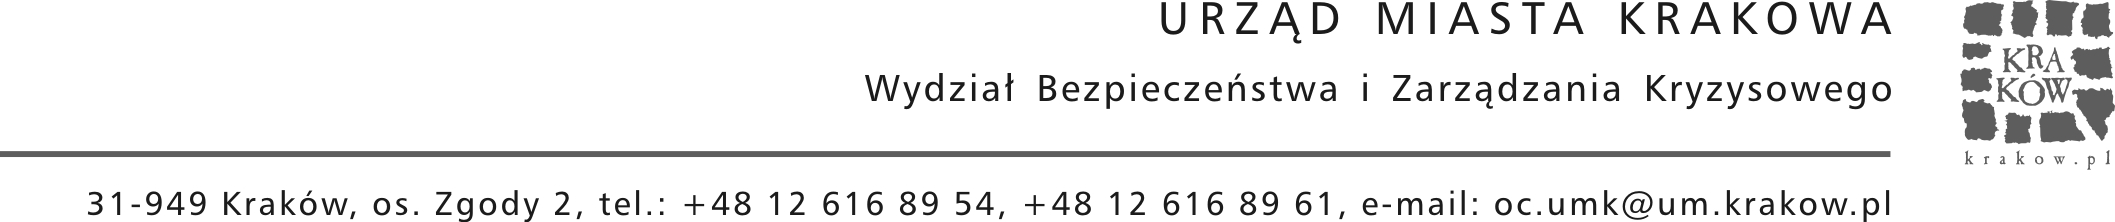 URZĄD MIASTA KRAKOWA
Wydział Bezpieczeństwa i Zarządzania Kryzysowego
31-949 Kraków, os. Zgody 2, tel.: +48 12 616 89 54, +48 12 616 89 61, e-mail: oc.umk@um.krakow.pl
KRA
KÓW
krakow.pl